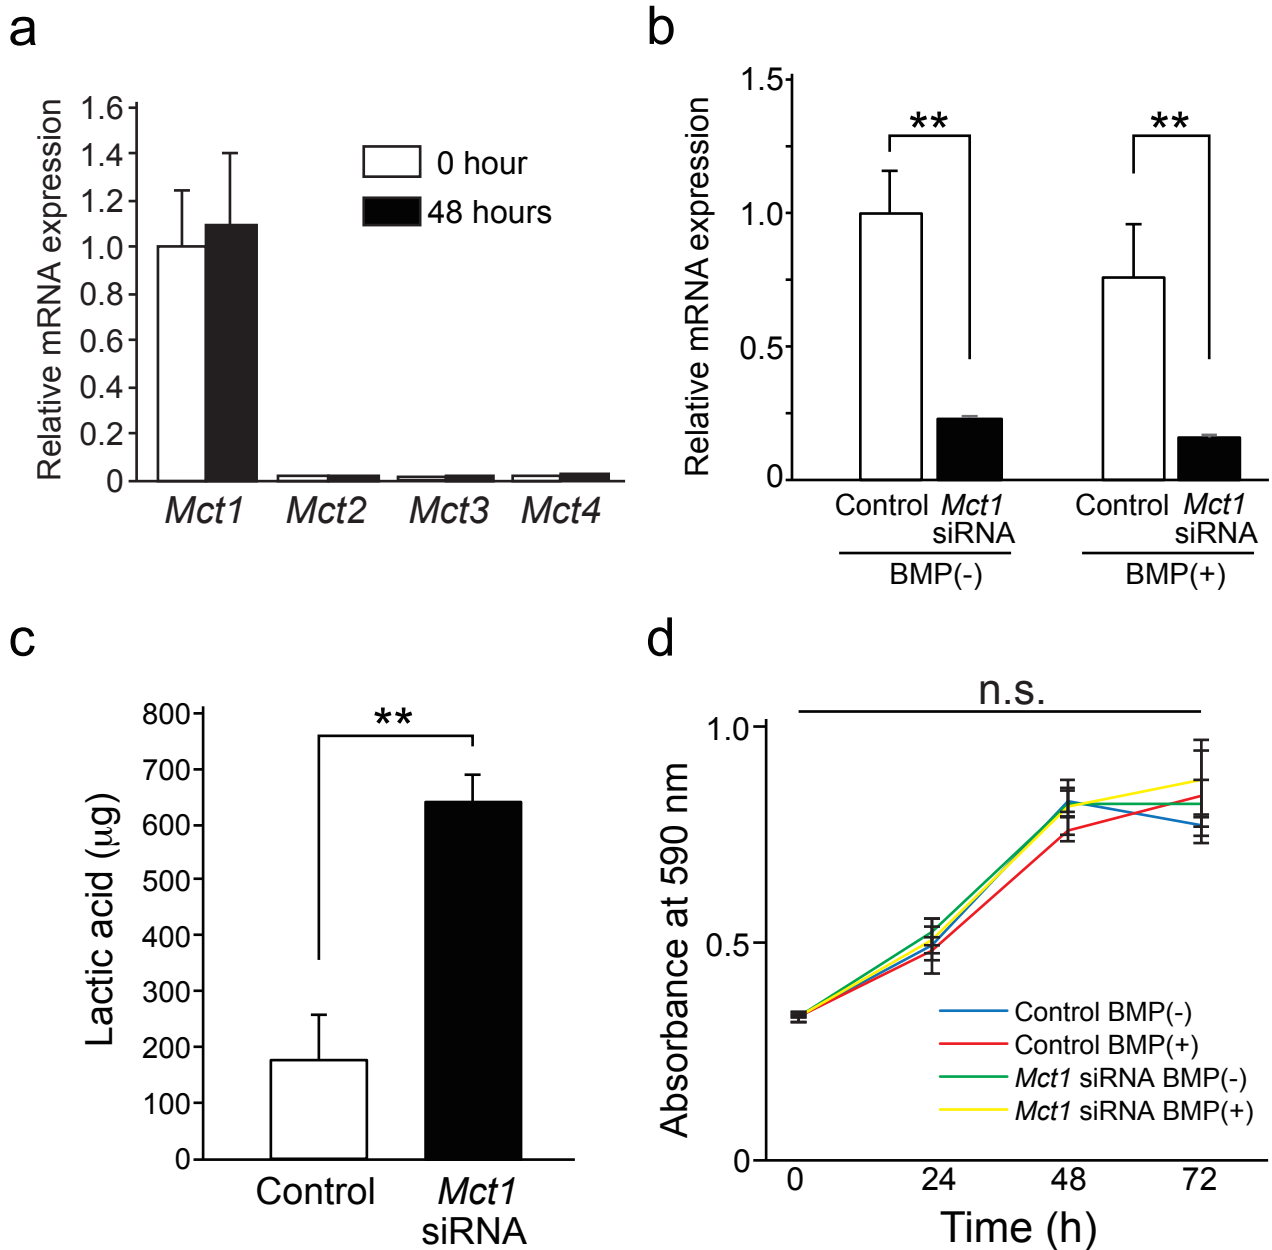 a
Relative mRNA expression
1.6
1.4
1.2
1.0
0.8
0.6
0.4
0.2
0
0 hour
48 hours
Mct1 Mct2 Mct3 Mct4
b
Relative mRNA expression
1.5
1.0
0.5
0
** **
Control Mct1 siRNA Control Mct1 siRNA
BMP(-) BMP(+)
c
Lactic acid (µg)
800
700
600
500
400
300
200
100
0
**
Control Mct1 siRNA
d
n.s.
Absorbance at 590 nm
1.0
0.5
0
Control BMP(-)
Control BMP(+)
Mct1 siRNA BMP(-)
Mct1 siRNA BMP(+)
0 24 48 72
Time (h)